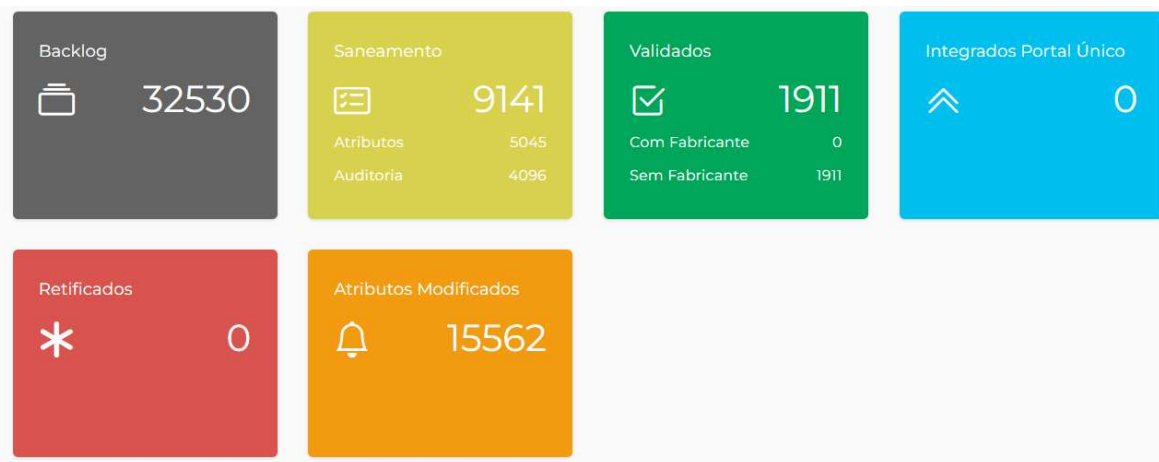 Backlog
32530
Saneamento
9141
Atributos 5045
Auditoria 4096
Validados
1911
Com Fabricante 0
Sem Fabricante 1911
Integrados Portal Único
0
Retificados
0
Atributos Modificados
15562